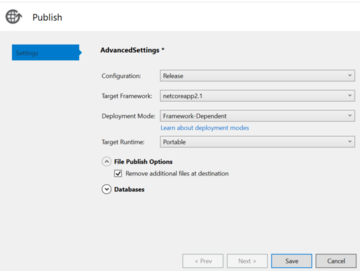 Publish
Settings
AdvancedSettings *
Configuration: Release
Target Framework: netcoreapp2.1
Deployment Mode: Framework-Dependent
Learn about deployment modes
Target Runtime: Portable
File Publish Options
Remove additional files at destination
Databases
< Prev Next > Save Cancel